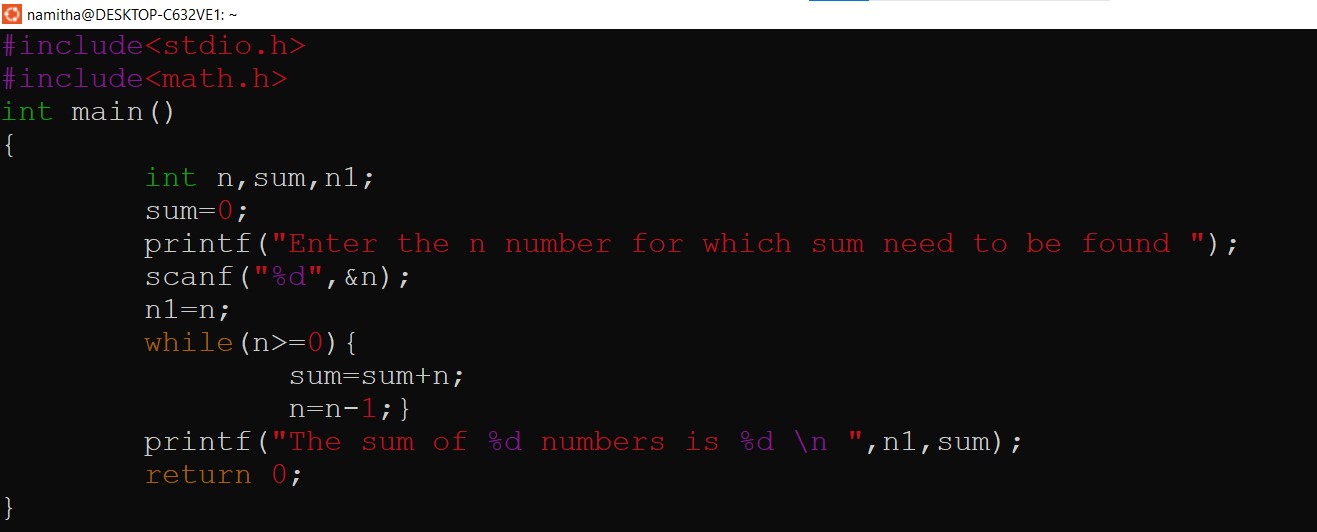 namitha@DESKTOP-C632VE1: ~
#include<stdio.h>
#include<math.h>
int main()
{
        int n,sum,n1;
        sum=0;
        printf("Enter the n number for which sum need to be found ");
        scanf("%d",&n);
        n1=n;
        while(n>=0){
                sum=sum+n;
                n=n-1;}
        printf("The sum of %d numbers is %d \n ",n1,sum);
        return 0;
}